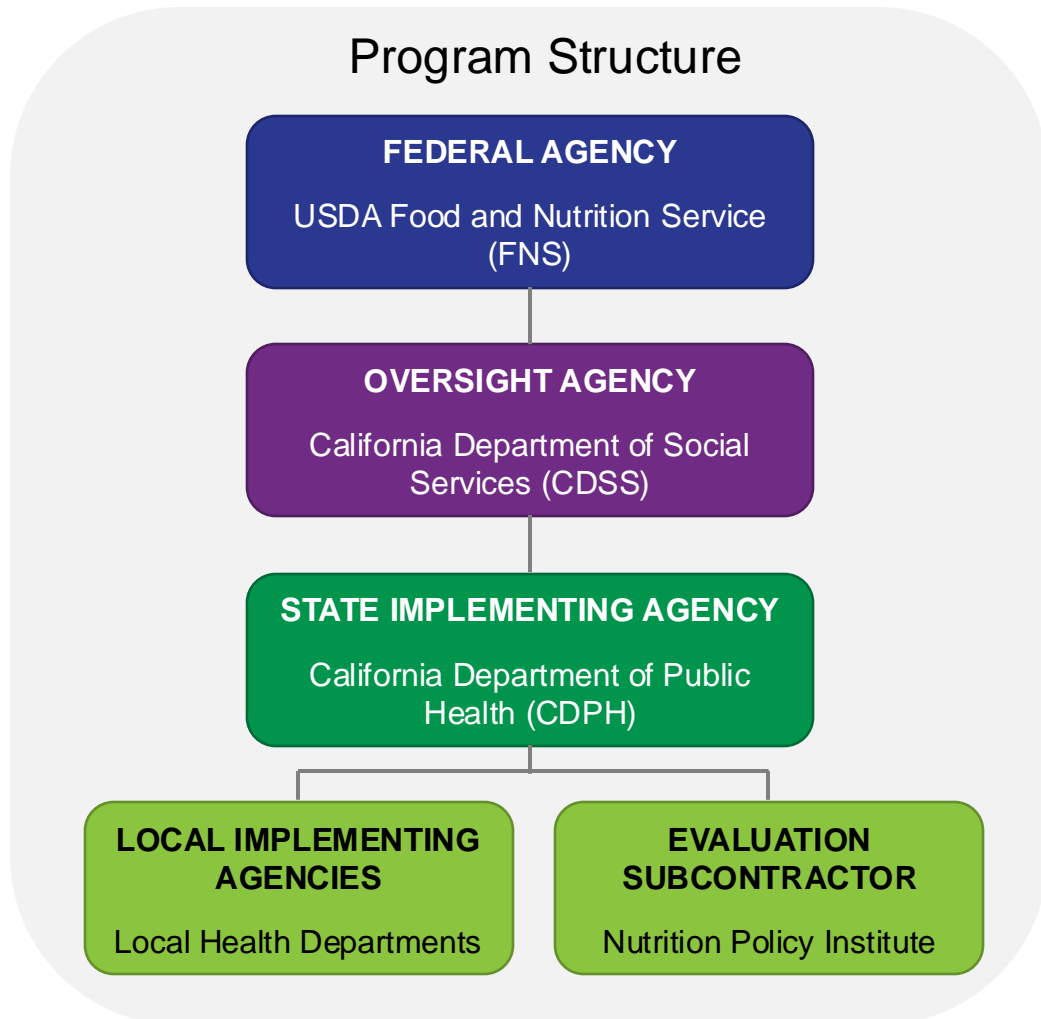 Program Structure
FEDERAL AGENCY
USDA Food and Nutrition Service
(FNS)
OVERSIGHT AGENCY
California Department of Social
Services (CDSS)
STATE IMPLEMENTING AGENCY
California Department of Public
Health (CDPH)
LOCAL IMPLEMENTING
AGENCIES
Local Health Departments
EVALUATION
SUBCONTRACTOR
Nutrition Policy Institute